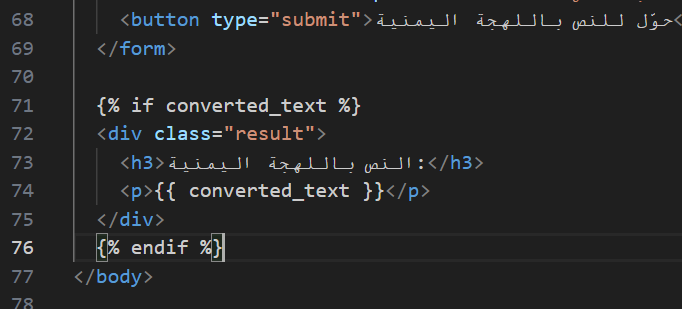 68 <button type="submit">حوّل للنص باللهجة اليمنية<
69 </form>
70
71 {% if converted_text %}
72 <div class="result">
73 <h3>النص باللهجة اليمنية:</h3>
74 <p>{{ converted_text }}</p>
75 </div>
76 {% endif %}
77 </body>
78